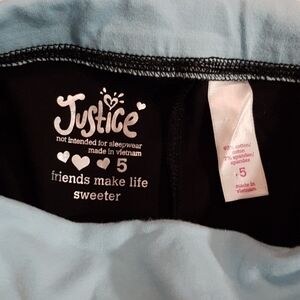 Justice
not intended for sleepwear
made in vietnam
5
friends make life
sweeter
5
made in
vietnam